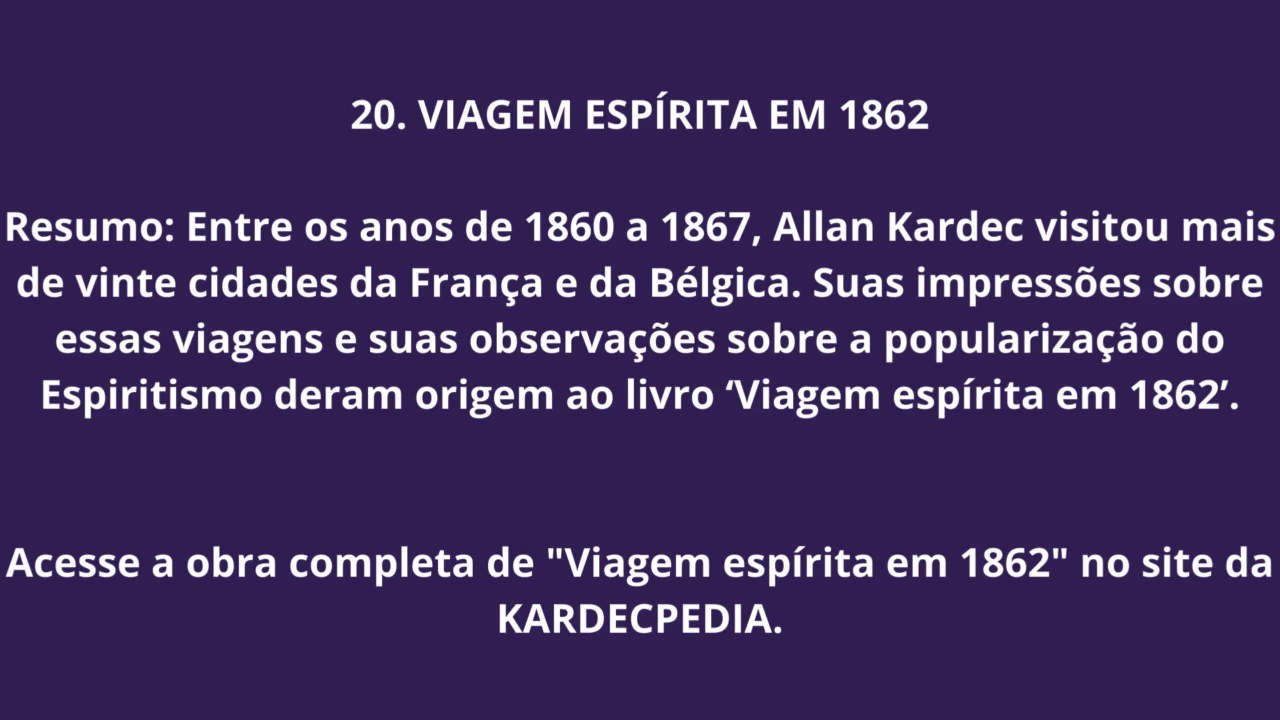 20. VIAGEM ESPÍRITA EM 1862
Resumo: Entre os anos de 1860 a 1867, Allan Kardec visitou mais
de vinte cidades da França e da Bélgica. Suas impressões sobre
essas viagens e suas observações sobre a popularização do
Espiritismo deram origem ao livro ‘Viagem espírita em 1862’.
Acesse a obra completa de "Viagem espírita em 1862" no site da
KARDECPEDIA.